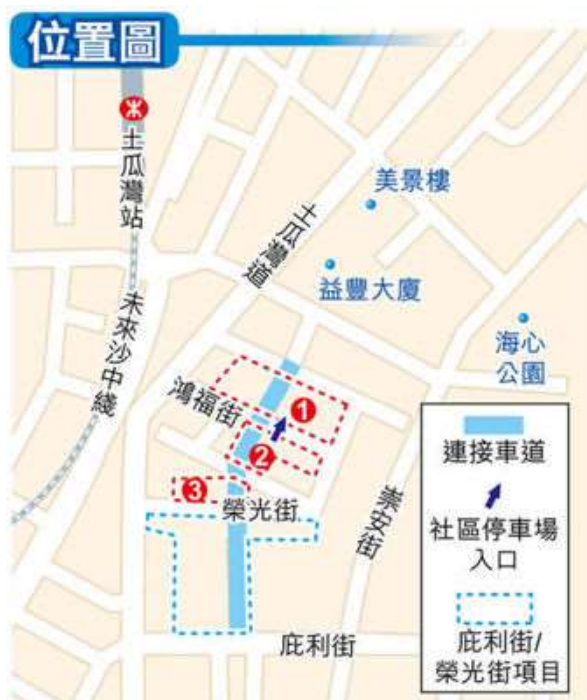 位置圖
土瓜灣站
未來沙中綫
土瓜灣道
美景樓
益豐大廈
海心
公園
鴻福街
1
2
3
榮光街
崇安街
庇利街
連接車道
社區停車場
入口
庇利街/
榮光街項目